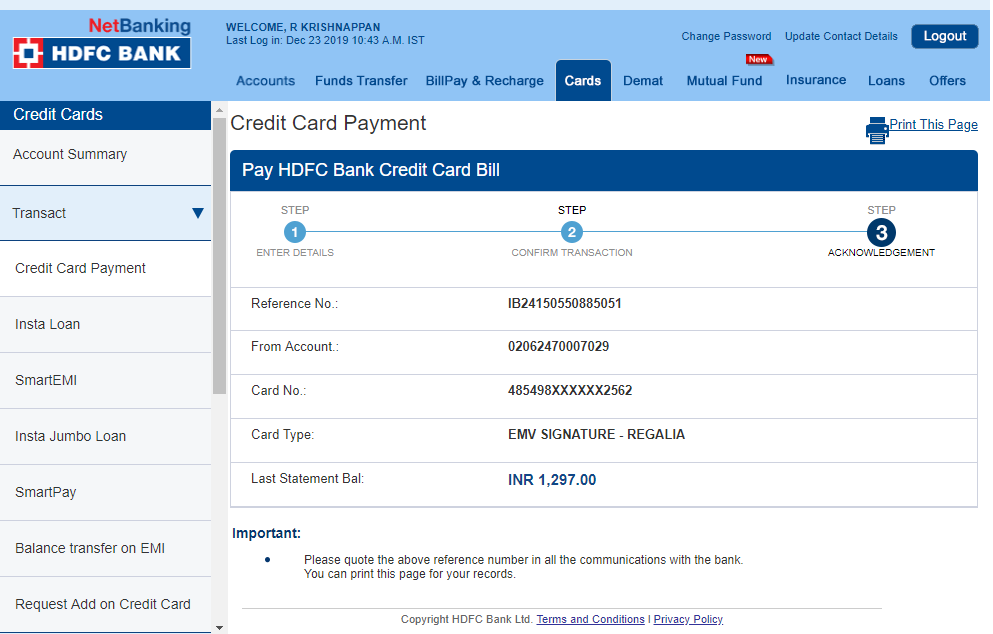 NetBanking
HDFC BANK
WELCOME, R KRISHNAPPAN
Last Log in: Dec 23 2019 10:43 A.M. IST
Change Password Update Contact Details Logout
New
Accounts Funds Transfer BillPay & Recharge Cards Demat Mutual Fund Insurance Loans Offers
Credit Cards
Account Summary
Transact
Credit Card Payment
Insta Loan
SmartEMI
Insta Jumbo Loan
SmartPay
Balance transfer on EMI
Request Add on Credit Card
Credit Card Payment
Print This Page
Pay HDFC Bank Credit Card Bill
STEP STEP STEP
1 2 3
ENTER DETAILS CONFIRM TRANSACTION ACKNOWLEDGEMENT
Reference No.: IB24150550885051
From Account.: 02062470007029
Card No.: 485498XXXXXX2562
Card Type: EMV SIGNATURE - REGALIA
Last Statement Bal: INR 1,297.00
Important:
• Please quote the above reference number in all the communications with the bank.
You can print this page for your records.
Copyright HDFC Bank Ltd. Terms and Conditions I Privacy Policy